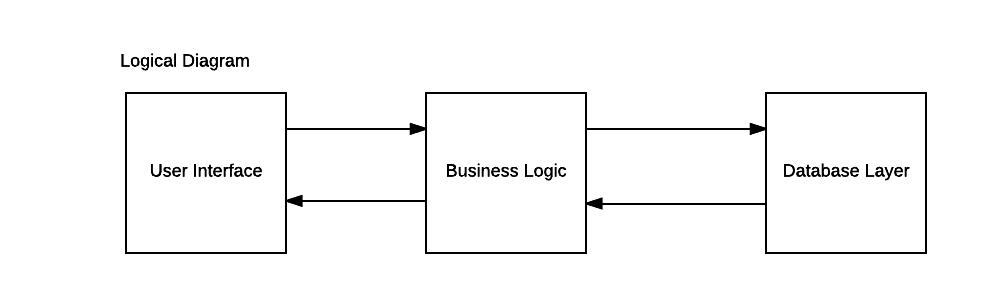 Logical Diagram
User Interface
Business Logic
Database Layer